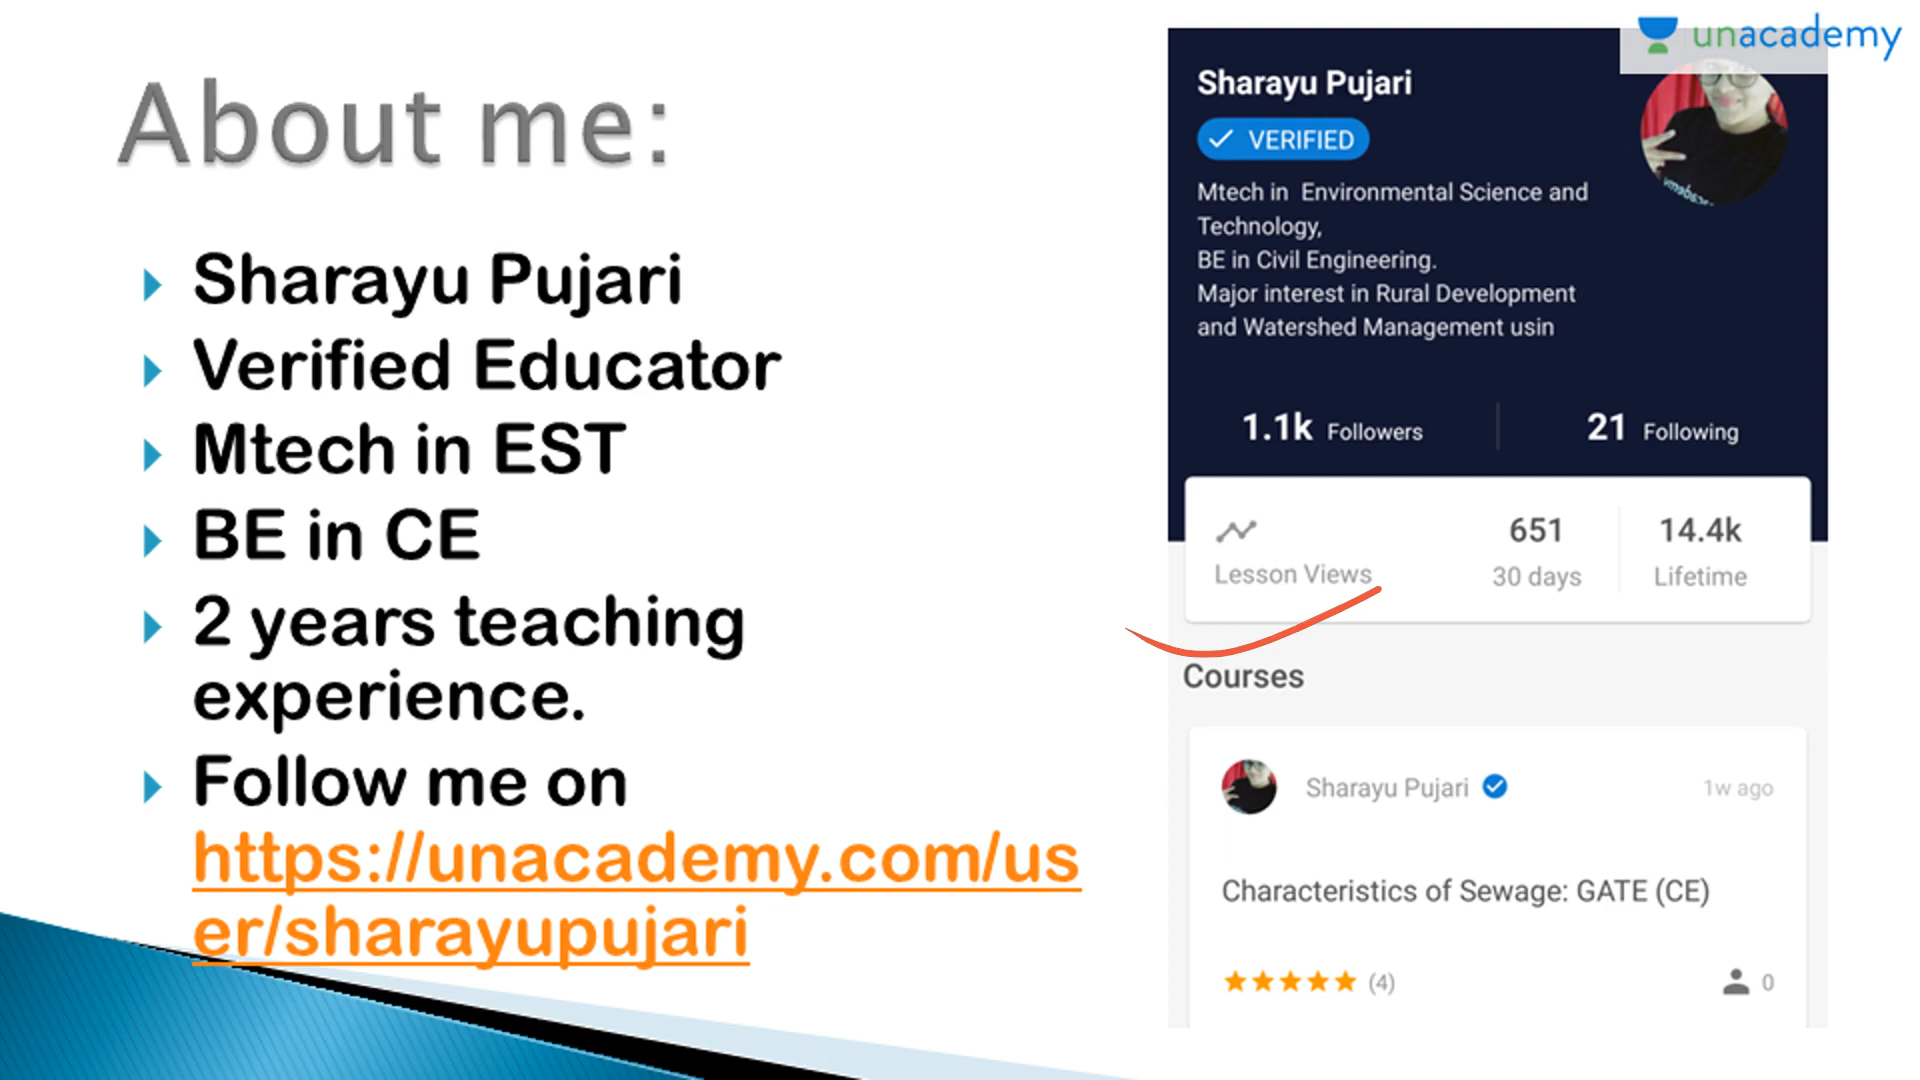 About me:
Sharayu Pujari
Verified Educator
Mtech in EST
BE in CE
2 years teaching
experience.
Follow me on
https://unacademy.com/us
er/sharayupujari
unacademy
Sharayu Pujari
VERIFIED
Mtech in  Environmental Science and
Technology,
BE in Civil Engineering.
Major interest in Rural Development
and Watershed Management usin
1.1k Followers
21 Following
651
14.4k
Lesson Views
30 days
Lifetime
Courses
Sharayu Pujari
1w ago
Characteristics of Sewage: GATE (CE)
(4)
0